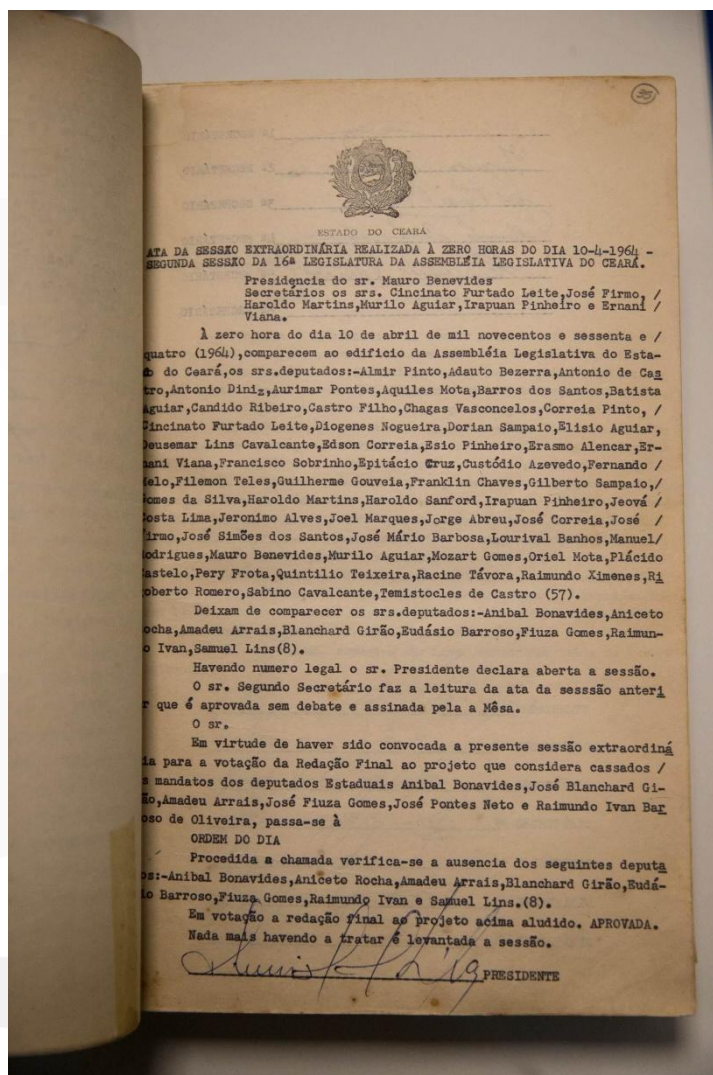 35
ESTADO DO CEARÁ
ATA DA SESSÃO EXTRAORDINÁRIA REALIZADA À ZERO HORAS DO DIA 10-4-1964 -
SEGUNDA SESSÃO DA 16ª LEGISLATURA DA ASSEMBLÉIA LEGISLATIVA DO CEARÁ.
Presidencia do sr. Mauro Benevides
Secretários os srs. Cincinato Furtado Leite,José Firmo, /
Haroldo Martins,Murilo Aguiar,Irapuan Pinheiro e Ernani /
Viana.
À zero hora do dia 10 de abril de mil novecentos e sessenta e /
quatro (1964),comparecem ao edificio da Assembléia Legislativa do Esta-
do do Ceará,os srs.deputados:-Almir Pinto,Adauto Bezerra,Antonio de Cas
tro,Antonio Diniz,Aurimar Pontes,Aquiles Mota,Barros dos Santos,Batista
Aguiar,Candido Ribeiro,Castro Filho,Chagas Vasconcelos,Correia Pinto, /
Cincinato Furtado Leite,Diogenes Nogueira,Dorian Sampaio,Elisio Aguiar,
Deusemar Lins Cavalcante,Edson Correia,Esio Pinheiro,Erasmo Alencar,Er-
nani Viana,Francisco Sobrinho,Epitácio Cruz,Custódio Azevedo,Fernando /
elo,Filemon Teles,Guilherme Gouveia,Franklin Chaves,Gilberto Sampaio,/
Gomes da Silva,Haroldo Martins,Haroldo Sanford,Irapuan Pinheiro,Jeová /
Costa Lima,Jeronimo Alves,Joel Marques,Jorge Abreu,José Correia,José /
irmo,José Simões dos Santos,José Mário Barbosa,Lourival Banhos,Manuel/
odrigues,Mauro Benevides,Murilo Aguiar,Mozart Gomes,Oriel Mota,Plácido
astelo,Pery Frota,Quintilio Teixeira,Racine Távora,Raimundo Ximenes,Ri
oberto Romero,Sabino Cavalcante,Temistocles de Castro (57).
Deixam de comparecer os srs.deputados:-Anibal Bonavides,Aniceto
ocha,Amadeu Arrais,Blanchard Girão,Eudásio Barroso,Fiuza Gomes,Raimun-
o Ivan,Samuel Lins(8).
Havendo numero legal o sr. Presidente declara aberta a sessão.
O sr. Segundo Secretário faz a leitura da ata da sesssão anteri
r que é aprovada sem debate e assinada pela a Mêsa.
O sr.
Em virtude de haver sido convocada a presente sessão extraordiná
ia para a votação da Redação Final ao projeto que considera cassados /
s mandatos dos deputados Estaduais Anibal Bonavides,José Blanchard Gi-
ão,Amadeu Arrais,José Fiuza Gomes,José Pontes Neto e Raimundo Ivan Bar
oso de Oliveira, passa-se à
ORDEM DO DIA
Procedida a chamada verifica-se a ausencia dos seguintes deputa
os:-Anibal Bonavides,Aniceto Rocha,Amadeu Arrais,Blanchard Girão,Eudá-
io Barroso,Fiuza Gomes,Raimundo Ivan e Samuel Lins.(8).
Em votação a redação final ao projeto acima aludido. APROVADA.
Nada mais havendo a tratar é levantada a sessão.
PRESIDENTE